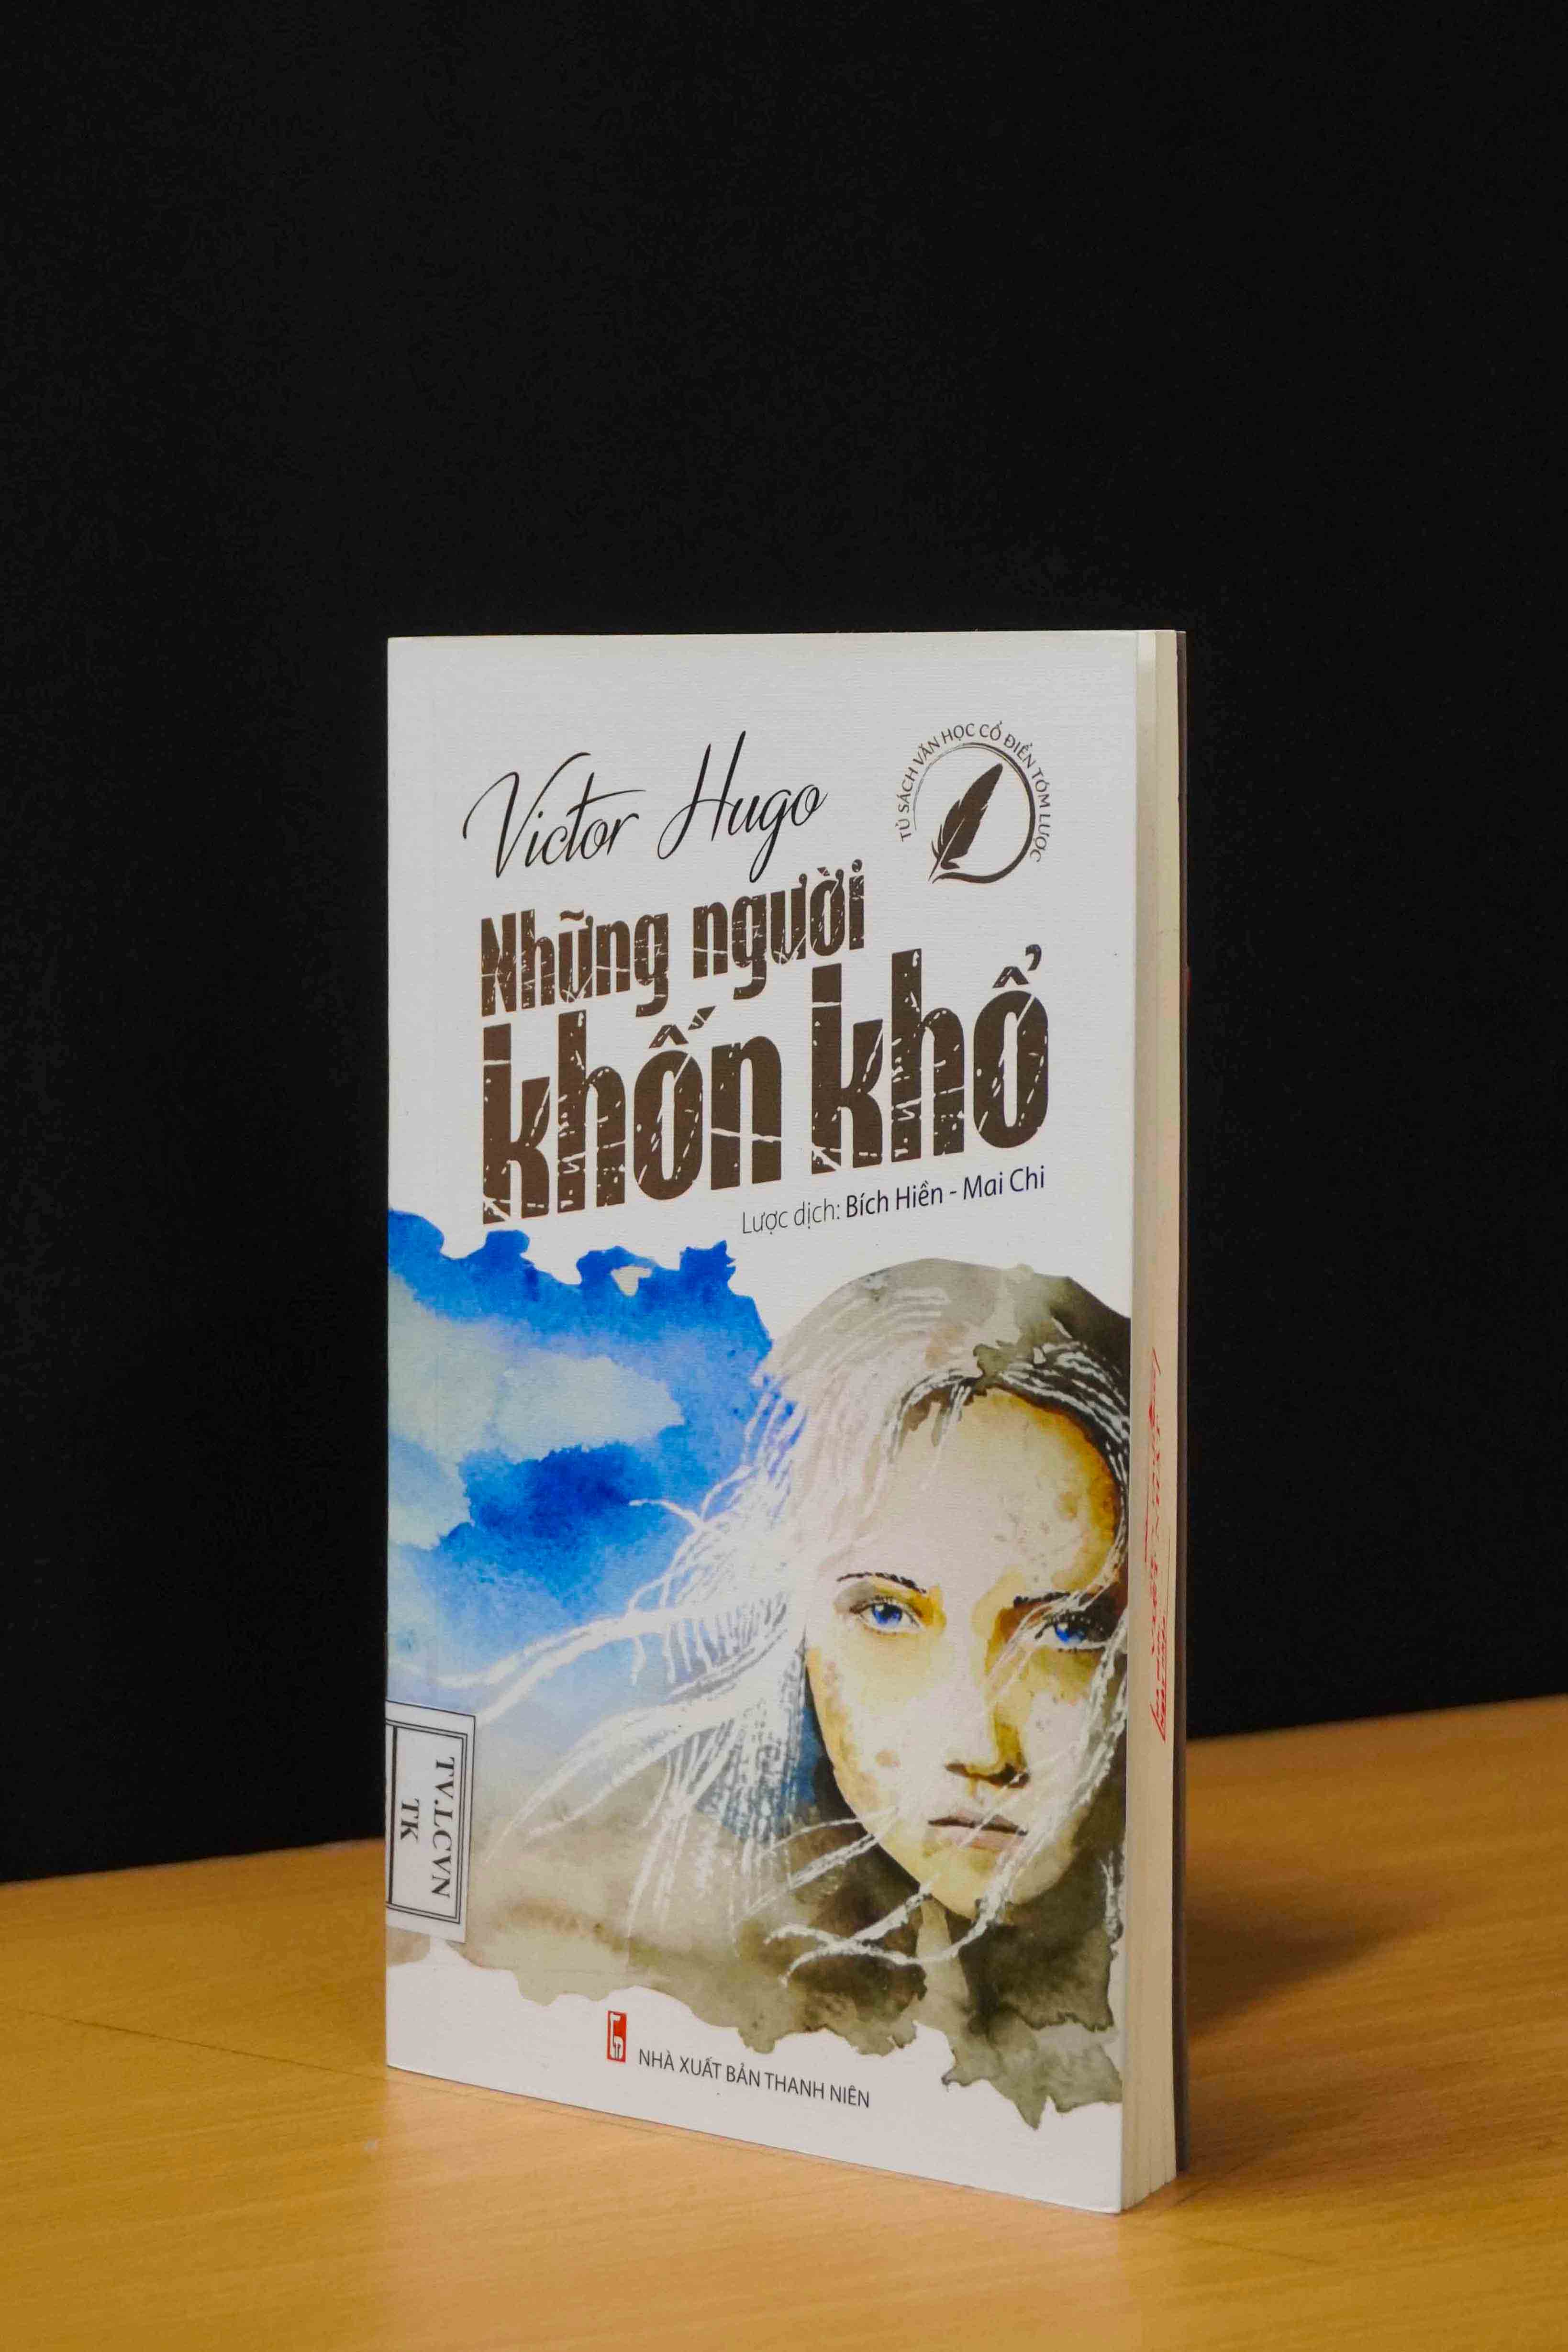 Victor Hugo
TỦ SÁCH VĂN HỌC CỔ ĐIỂN TÓM LƯỢC
Những người
khốn khổ
Lược dịch: Bích Hiền - Mai Chi
TV.LCVN
TK
NHÀ XUẤT BẢN THANH NIÊN